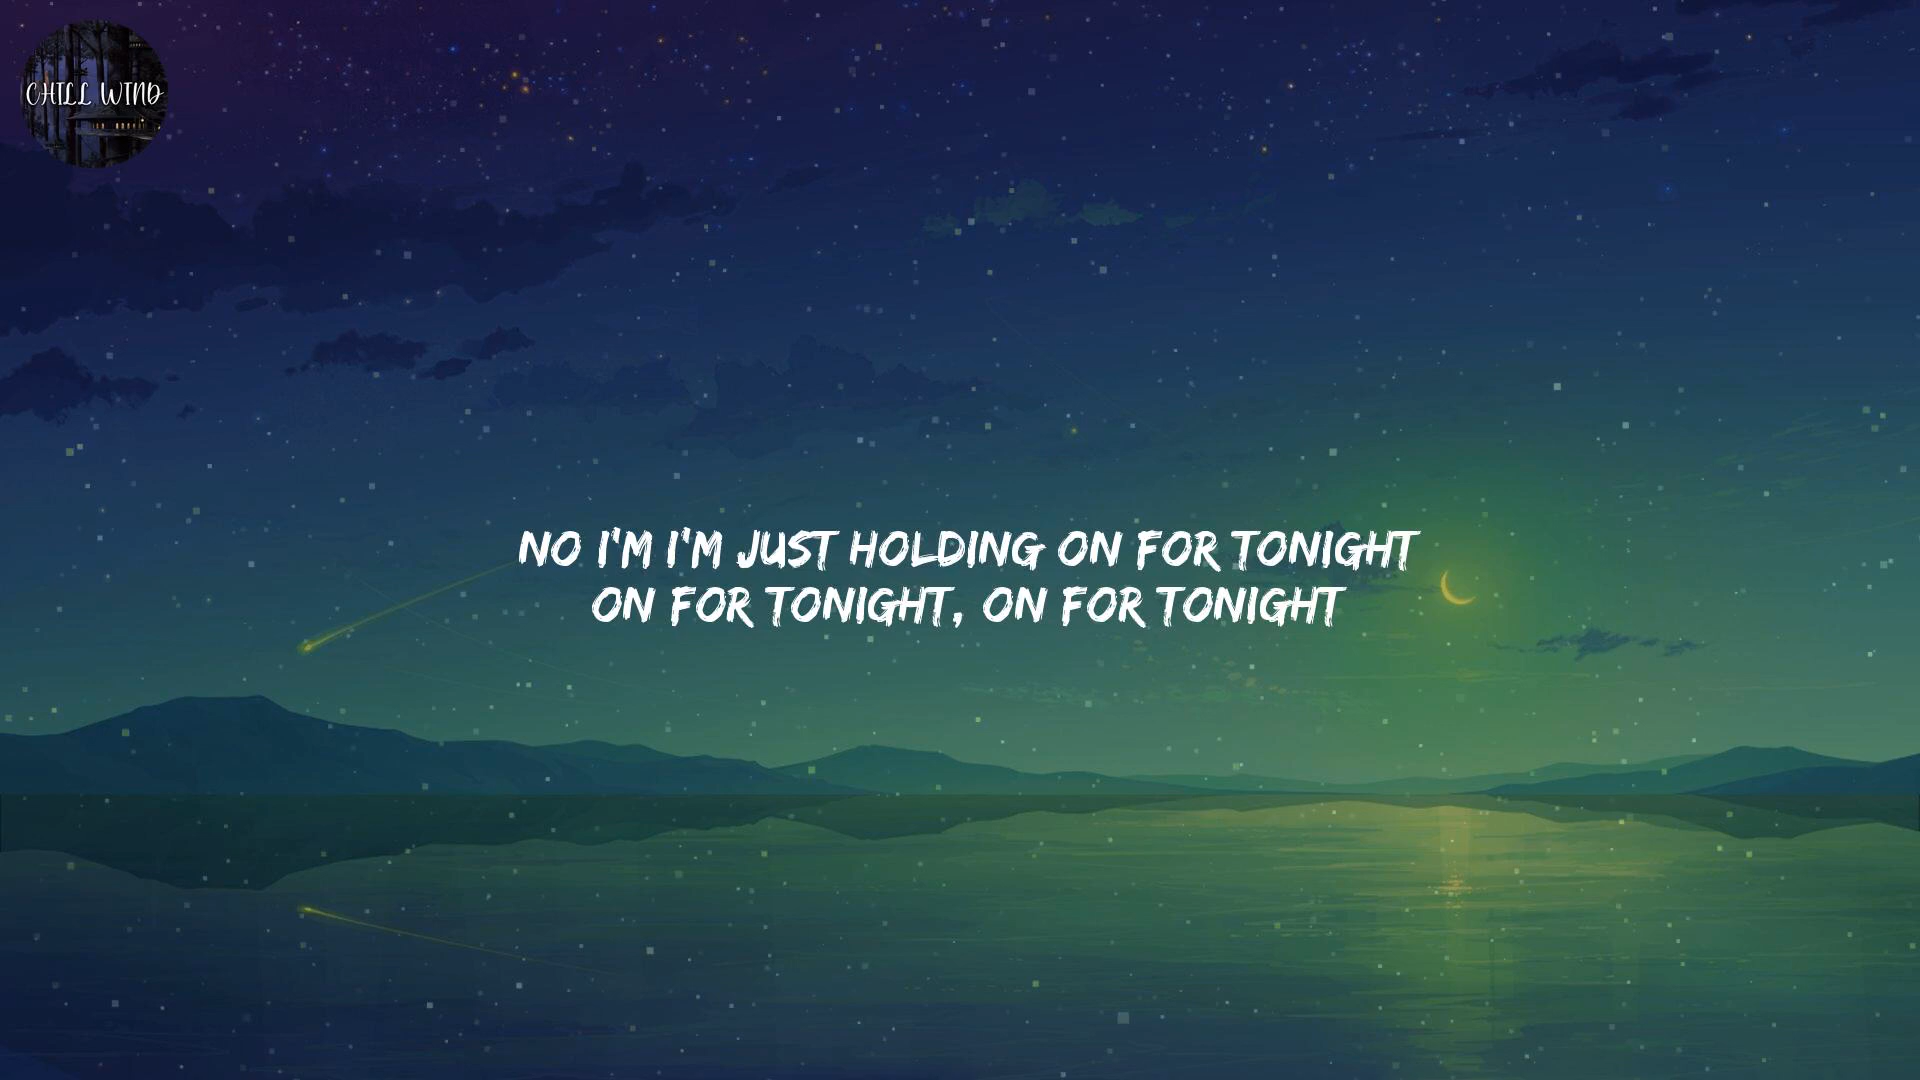 CHILL WIND
NO I'M I'M JUST HOLDING ON FOR TONIGHT
ON FOR TONIGHT, ON FOR TONIGHT